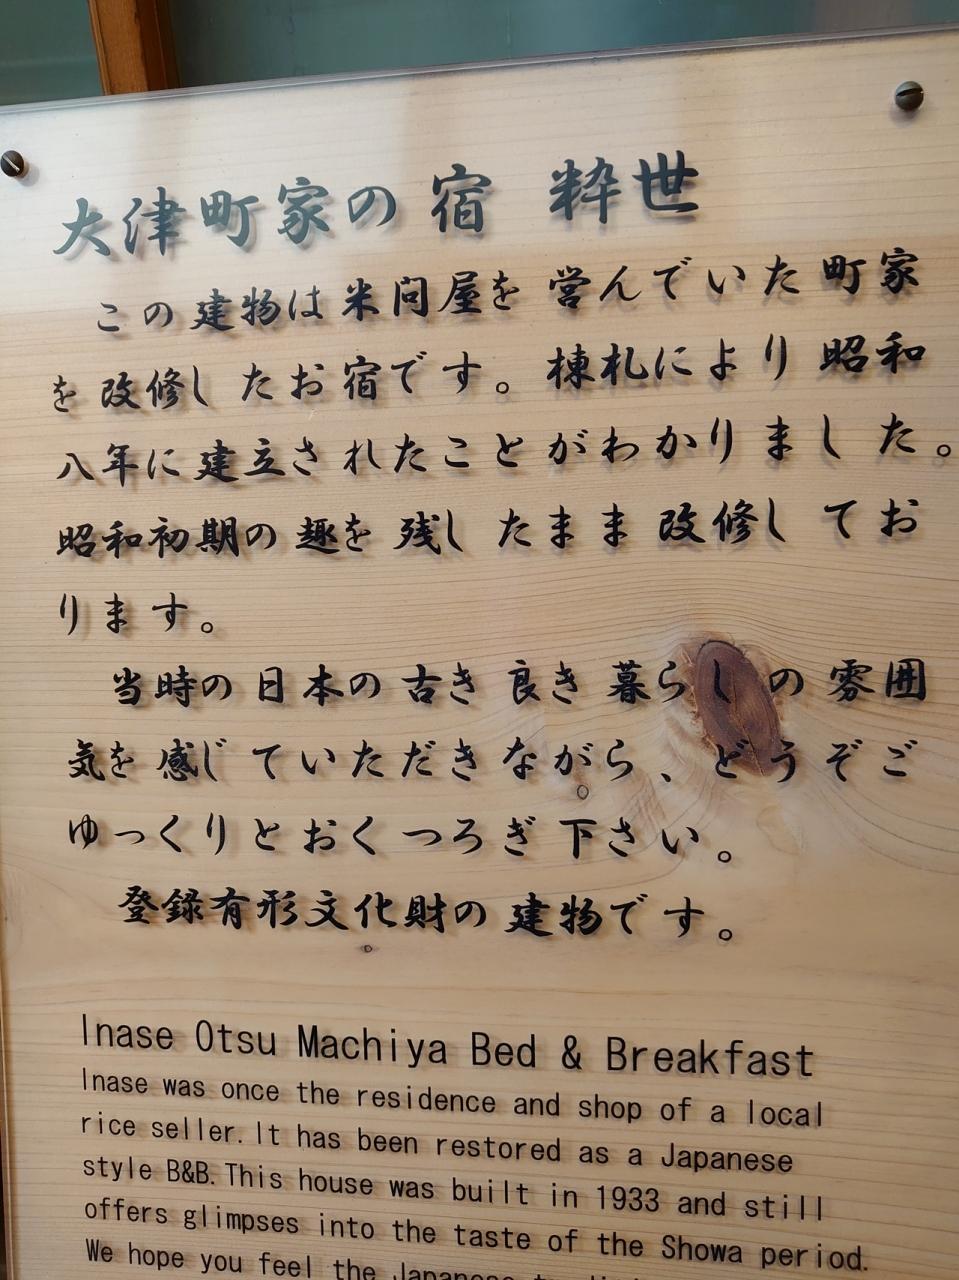 大津町家の宿 粋世
この建物は米問屋を営んでいた町家
を改修したお宿です。棟札により昭和
八年に建立されたことがわかりました。
昭和初期の趣を残したまま改修してお
ります。
当時の日本の古き良き暮らしの雰囲
気を感じていただきながら、どうぞご
ゆっくりとおくつろぎ下さい。
登録有形文化財の建物です。
Inase Otsu Machiya Bed & Breakfast
Inase was once the residence and shop of a local
rice seller. It has been restored as a Japanese
style B&B. This house was built in 1933 and still
offers glimpses into the taste of the Showa period.
We hope you feel the Japanese